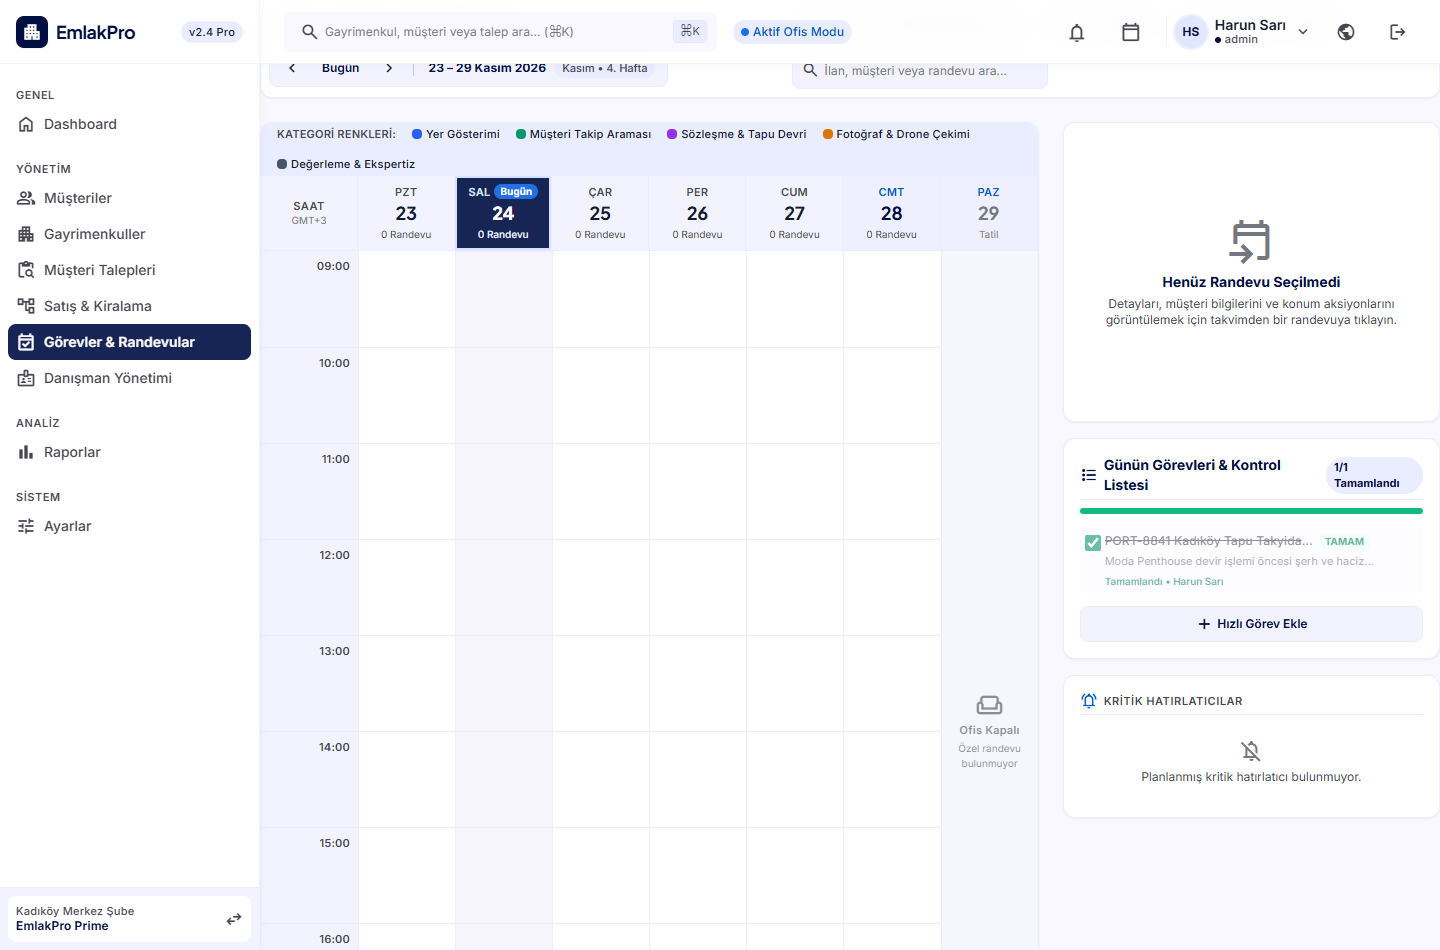 EmlakPro
v2.4 Pro
Gayrimenkul, müşteri veya talep ara... (⌘K)
⌘K
Aktif Ofis Modu
HS
Harun Sarı
admin
GENEL
Dashboard
YÖNETİM
Müşteriler
Gayrimenkuller
Müşteri Talepleri
Satış & Kiralama
Görevler & Randevular
Danışman Yönetimi
ANALİZ
Raporlar
SİSTEM
Ayarlar
Kadıköy Merkez Şube
EmlakPro Prime
Bugün
23 – 29 Kasım 2026
Kasım • 4. Hafta
İlan, müşteri veya randevu ara...
KATEGORİ RENKLERİ:
Yer Gösterimi
Müşteri Takip Araması
Sözleşme & Tapu Devri
Fotoğraf & Drone Çekimi
Değerleme & Ekspertiz
SAAT
GMT+3
PZT
23
0 Randevu
SAL Bugün
24
0 Randevu
ÇAR
25
0 Randevu
PER
26
0 Randevu
CUM
27
0 Randevu
CMT
28
0 Randevu
PAZ
29
Tatil
09:00
10:00
11:00
12:00
13:00
14:00
15:00
16:00
Ofis Kapalı
Özel randevu
bulunmuyor
Henüz Randevu Seçilmedi
Detayları, müşteri bilgilerini ve konum aksiyonlarını
görüntülemek için takvimden bir randevuya tıklayın.
Günün Görevleri & Kontrol
Listesi
1/1
Tamamlandı
PORT-8841 Kadıköy Tapu Takyida...
TAMAM
Moda Penthouse devir işlemi öncesi şerh ve haciz...
Tamamlandı • Harun Sarı
Hızlı Görev Ekle
KRİTİK HATIRLATICILAR
Planlanmış kritik hatırlatıcı bulunmuyor.